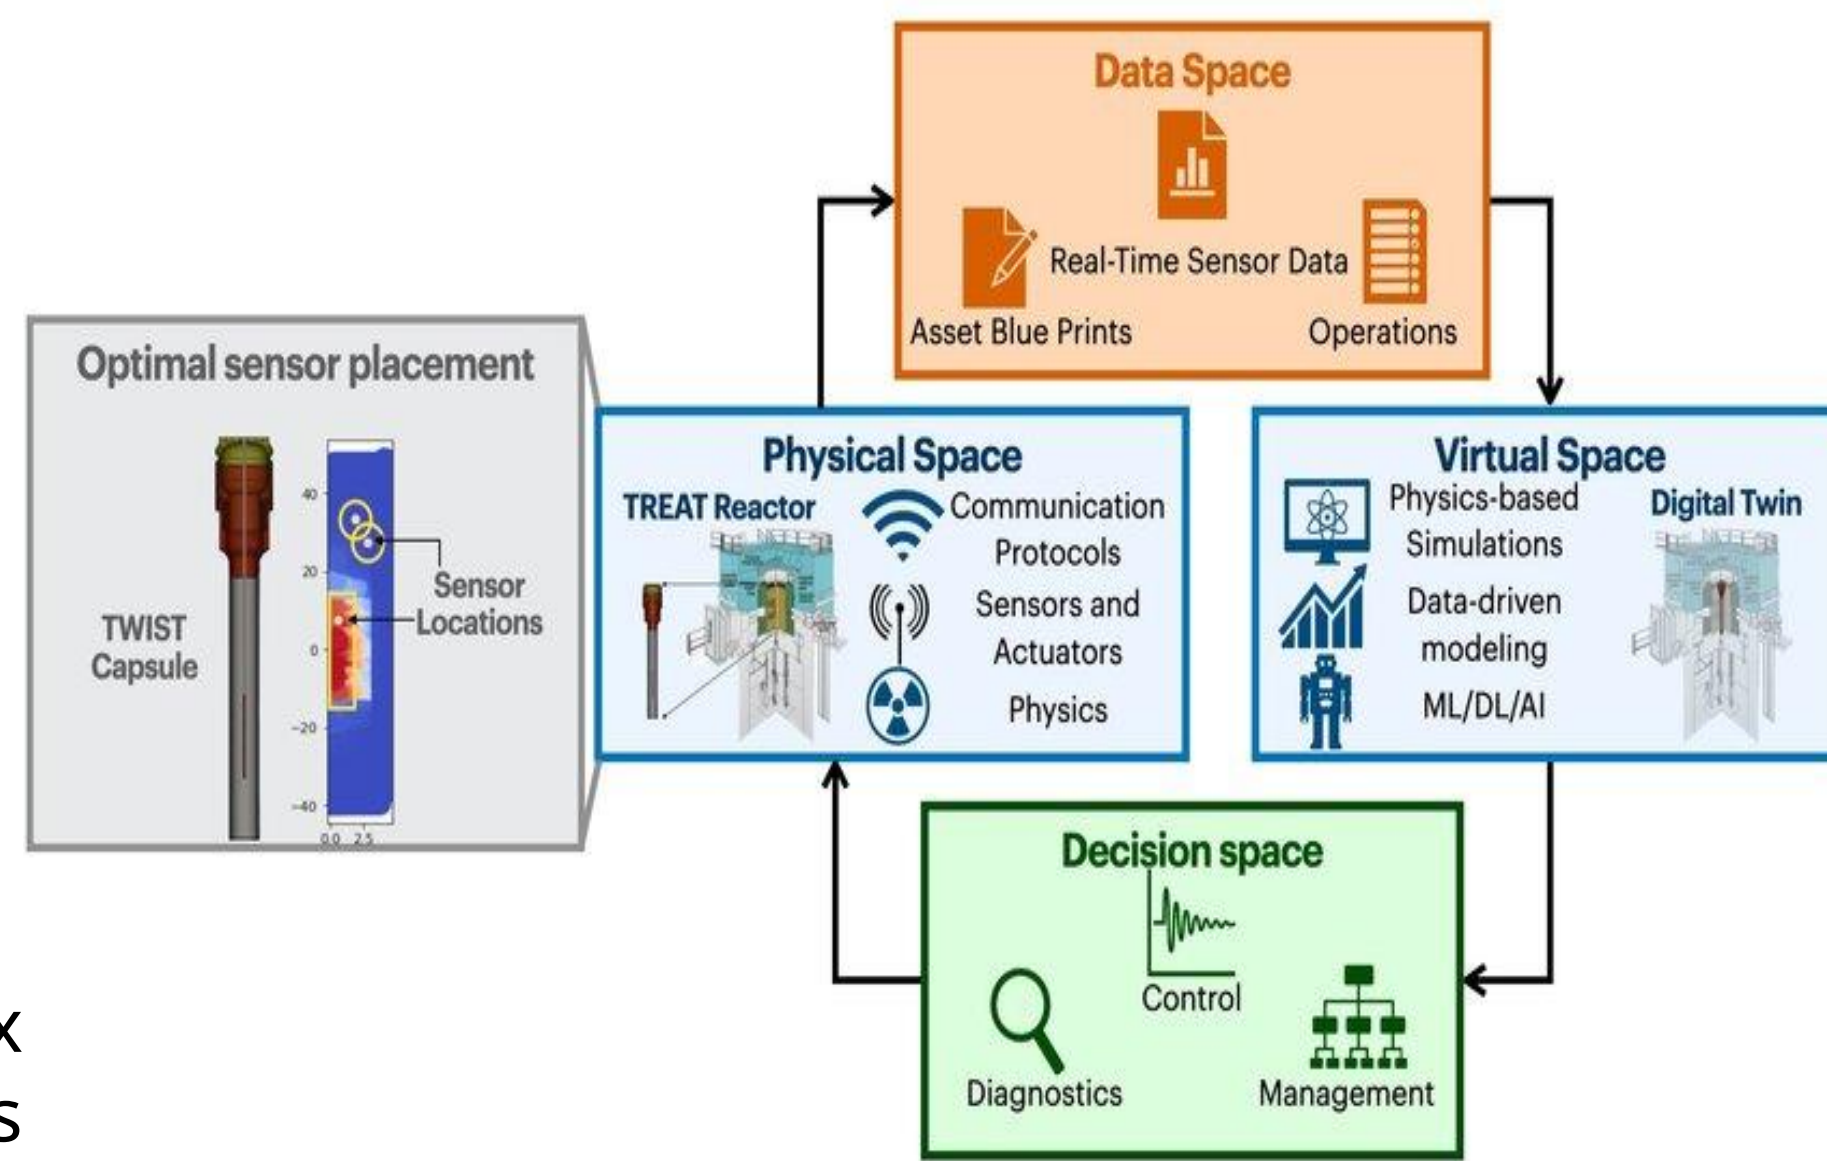 Data Space
Real-Time Sensor Data
Asset Blue Prints
Operations
Optimal sensor placement
TWIST
Capsule
40
20
0
−20
−40
0.0 2.5
Sensor
Locations
Physical Space
TREAT Reactor
Communication
Protocols
Sensors and
Actuators
Physics
Virtual Space
Physics-based
Simulations
Data-driven
modeling
ML/DL/AI
Digital Twin
Decision space
Control
Diagnostics
Management
x
s